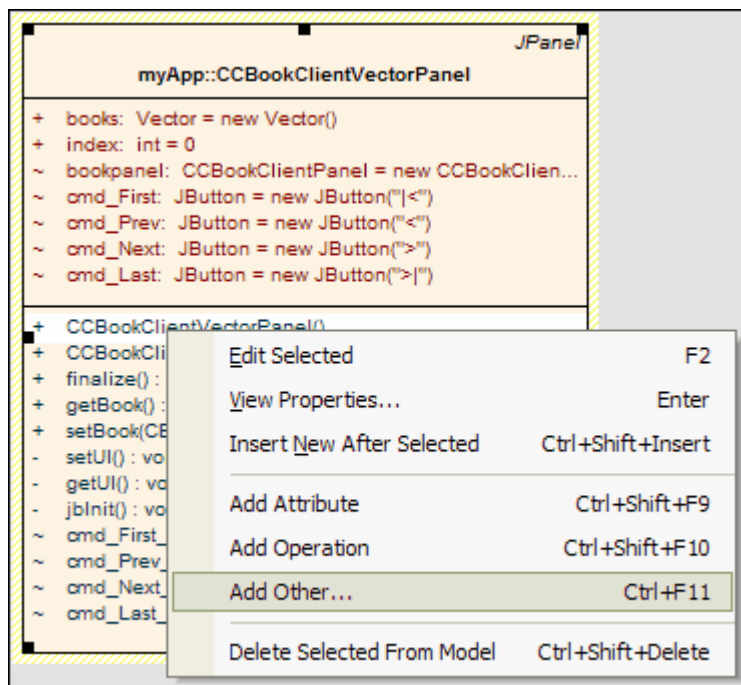 JPanel
myApp::CCBookClientVectorPanel
+ books: Vector = new Vector()
+ index: int = 0
~ bookpanel: CCBookClientPanel = new CCBookClien...
~ cmd_First: JButton = new JButton("|<")
~ cmd_Prev: JButton = new JButton("<")
~ cmd_Next: JButton = new JButton(">")
~ cmd_Last: JButton = new JButton(">|")
+ CCBookClientVectorPanel()
+ CCBookCli
+ finalize() :
+ getBook() :
+ setBook(CB
- setUI() : vo
- getUI() : vo
- jbInit() : vo
~ cmd_First_
~ cmd_Prev_
~ cmd_Next_
~ cmd_Last_
Edit Selected F2
View Properties... Enter
Insert New After Selected Ctrl+Shift+Insert
Add Attribute Ctrl+Shift+F9
Add Operation Ctrl+Shift+F10
Add Other... Ctrl+F11
Delete Selected From Model Ctrl+Shift+Delete